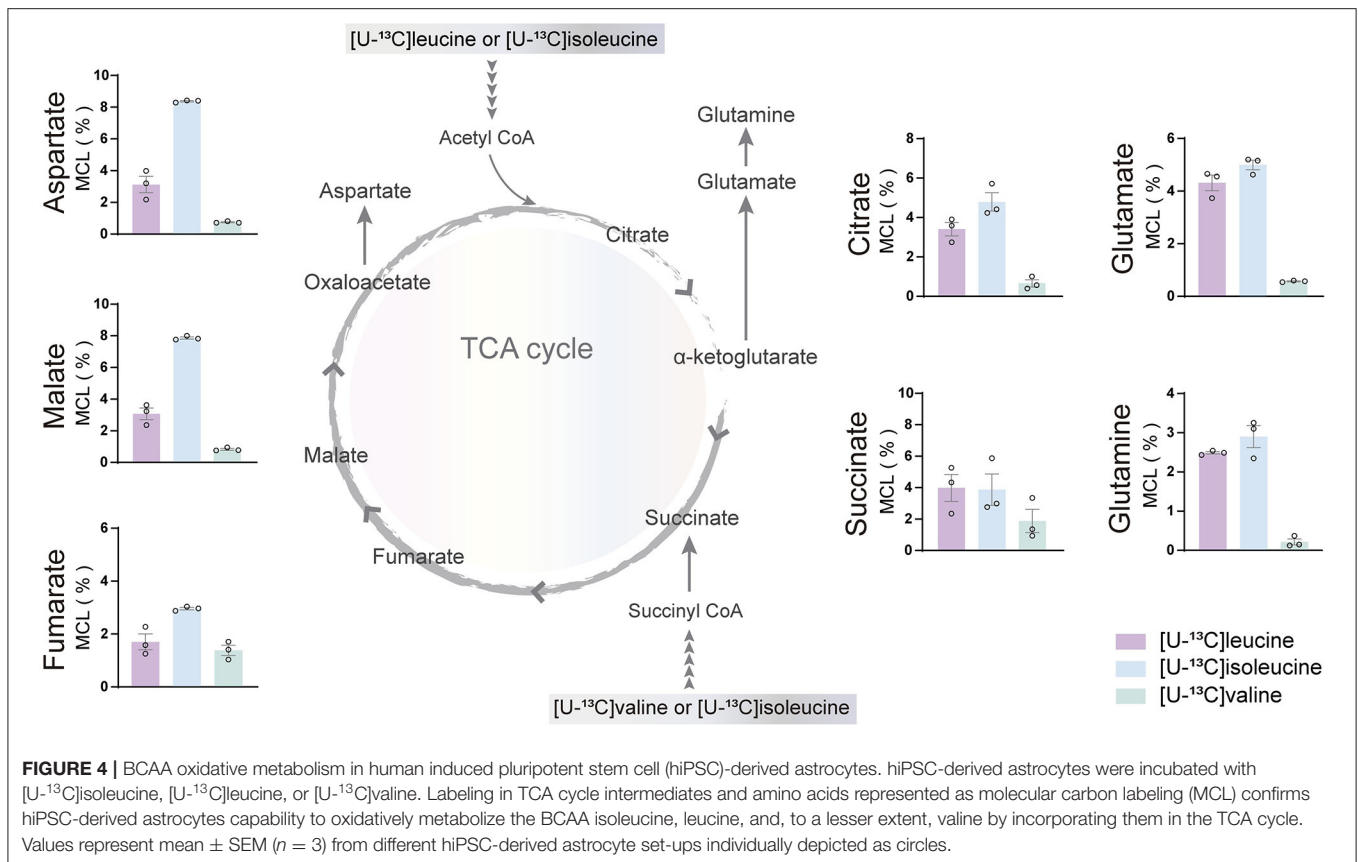 [U-¹³C]leucine or [U-¹³C]isoleucine
Acetyl CoA
Aspartate
MCL ( % )
10
8
6
4
2
0
Malate
MCL ( % )
10
8
6
4
2
0
Fumarate
MCL ( % )
6
4
2
0
Aspartate
Oxaloacetate
Malate
Fumarate
TCA cycle
Citrate
Glutamine
Glutamate
α-ketoglutarate
Succinate
Succinyl CoA
[U-¹³C]valine or [U-¹³C]isoleucine
Citrate
MCL ( % )
8
6
4
2
0
Glutamate
MCL ( % )
6
4
2
0
Succinate
MCL ( % )
10
8
6
4
2
0
Glutamine
MCL ( % )
4
3
2
1
0
[U-¹³C]leucine
[U-¹³C]isoleucine
[U-¹³C]valine
FIGURE 4 | BCAA oxidative metabolism in human induced pluripotent stem cell (hiPSC)-derived astrocytes. hiPSC-derived astrocytes were incubated with
[U-¹³C]isoleucine, [U-¹³C]leucine, or [U-¹³C]valine. Labeling in TCA cycle intermediates and amino acids represented as molecular carbon labeling (MCL) confirms
hiPSC-derived astrocytes capability to oxidatively metabolize the BCAA isoleucine, leucine, and, to a lesser extent, valine by incorporating them in the TCA cycle.
Values represent mean ± SEM (n = 3) from different hiPSC-derived astrocyte set-ups individually depicted as circles.